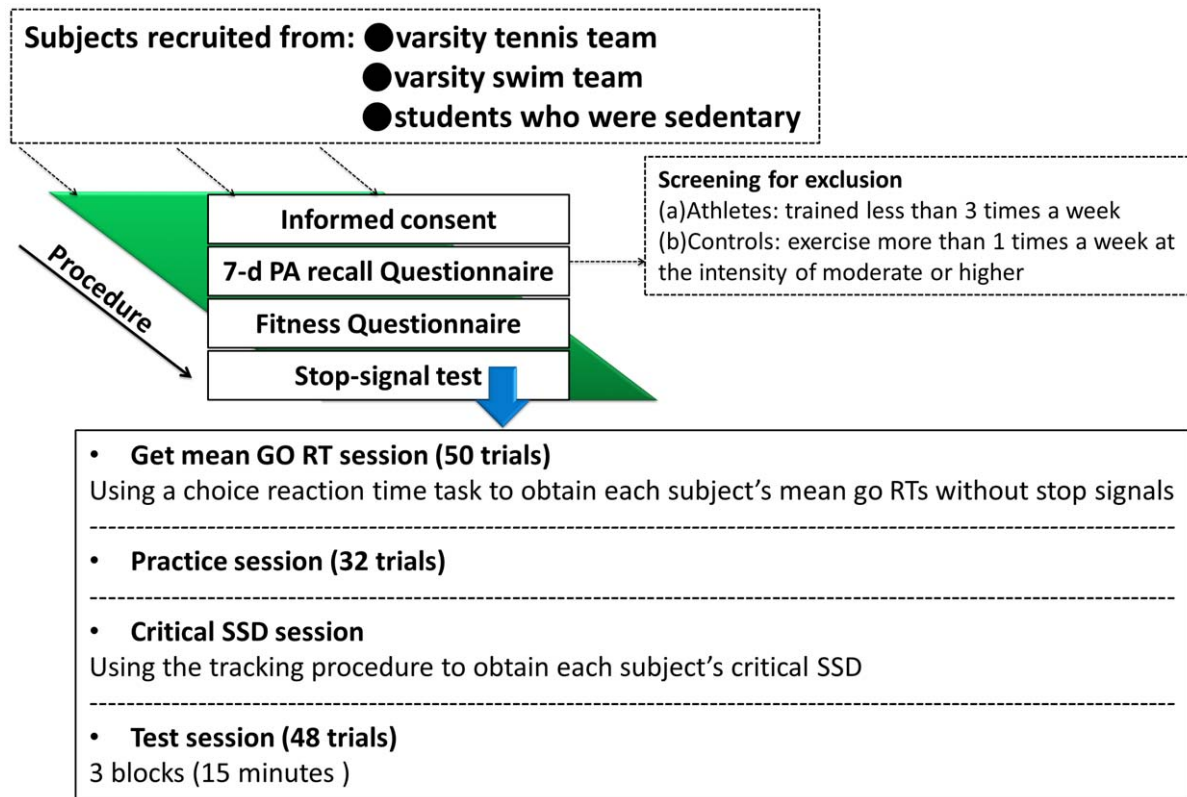 Subjects recruited from: ●varsity tennis team
●varsity swim team
●students who were sedentary
Screening for exclusion
(a)Athletes: trained less than 3 times a week
(b)Controls: exercise more than 1 times a week at
the intensity of moderate or higher
Procedure
Informed consent
7-d PA recall Questionnaire
Fitness Questionnaire
Stop-signal test
• Get mean GO RT session (50 trials)
Using a choice reaction time task to obtain each subject's mean go RTs without stop signals
• Practice session (32 trials)
• Critical SSD session
Using the tracking procedure to obtain each subject's critical SSD
• Test session (48 trials)
3 blocks (15 minutes )